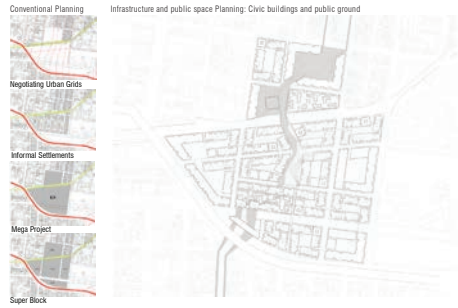 Conventional Planning
Infrastructure and public space Planning: Civic buildings and public ground
Negotiating Urban Grids
Informal Settlements
Mega Project
Super Block